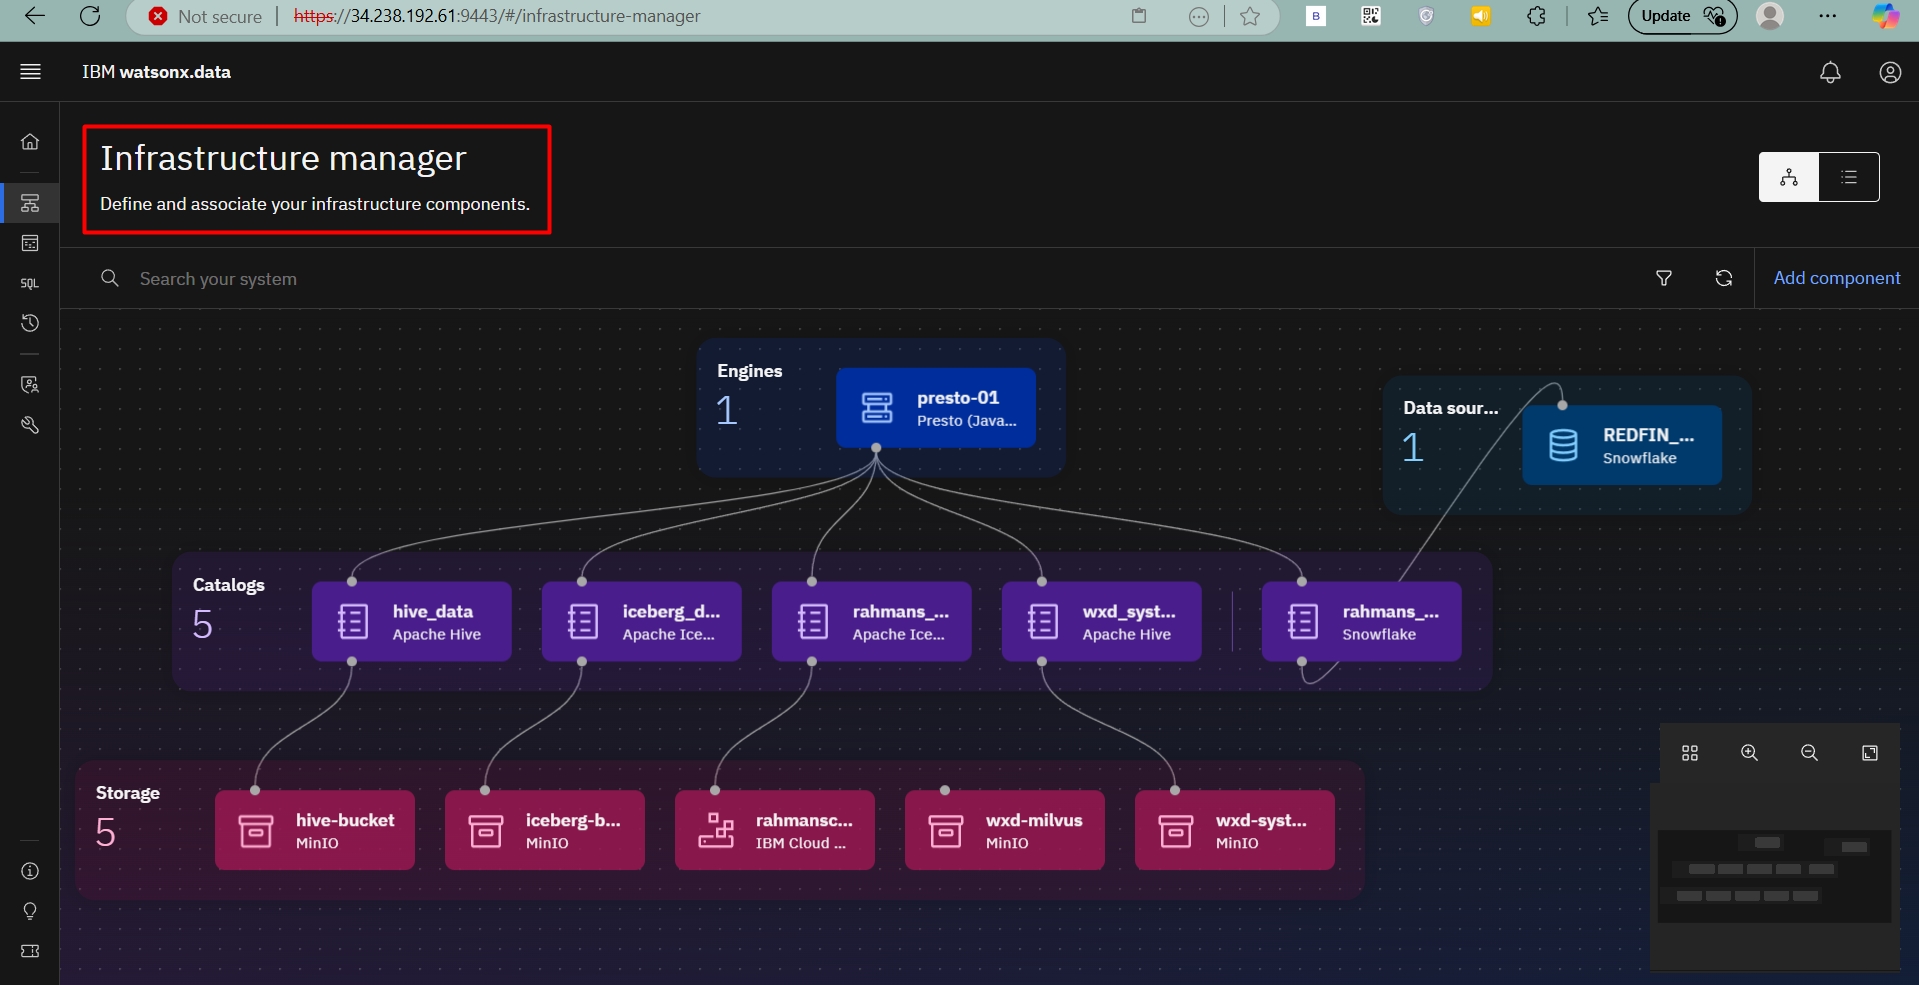 Not secure
https://34.238.192.61:9443/#/infrastructure-manager
B
Update
IBM watsonx.data
Infrastructure manager
Define and associate your infrastructure components.
SQL
Search your system
Add component
Engines
1
presto-01
Presto (Java...
Data sour...
1
REDFIN_...
Snowflake
Catalogs
5
hive_data
Apache Hive
iceberg_d...
Apache Ice...
rahmans_...
Apache Ice...
wxd_syst...
Apache Hive
rahmans_...
Snowflake
Storage
5
hive-bucket
MinIO
iceberg-b...
MinIO
rahmansc...
IBM Cloud ...
wxd-milvus
MinIO
wxd-syst...
MinIO